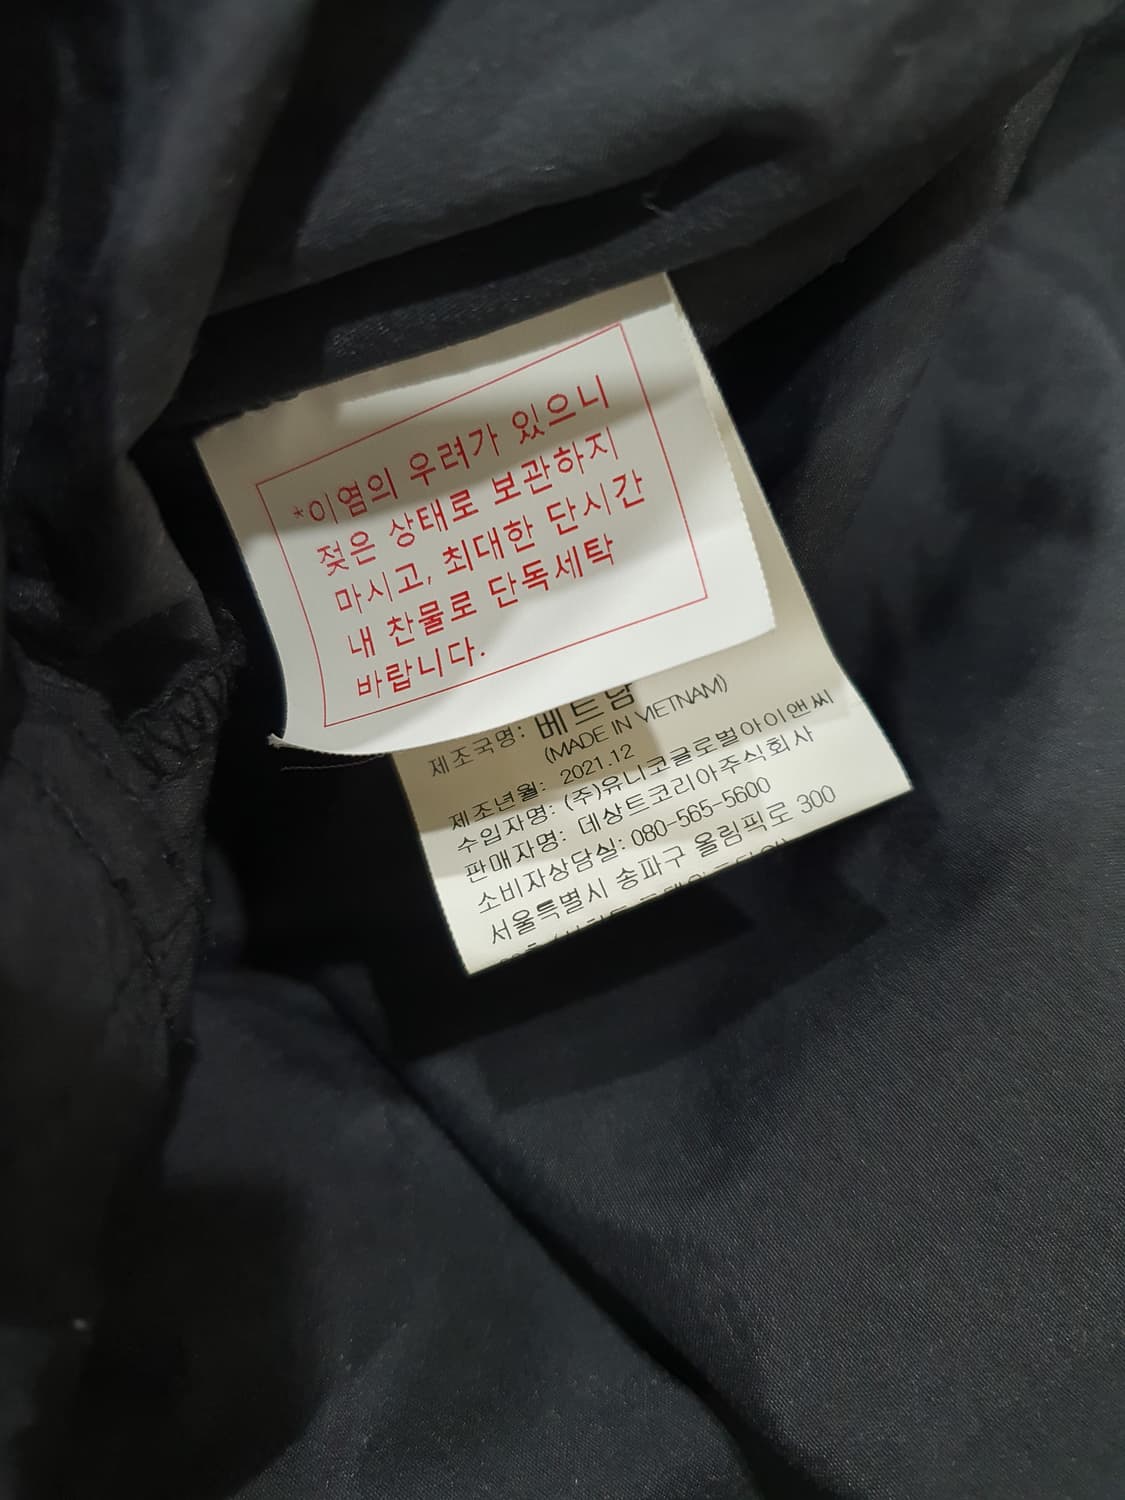 *이염의 우려가 있으니
젖은 상태로 보관하지
마시고, 최대한 단시간
내 찬물로 단독세탁
바랍니다.
제조국명: 베트남
(MADE IN VIETNAM)
제조년월: 2021.12
수입자명: (주)유니코글로벌아이앤씨
판매자명: 데상트코리아주식회사
소비자상담실: 080-565-5600
서울특별시 송파구 올림픽로 300